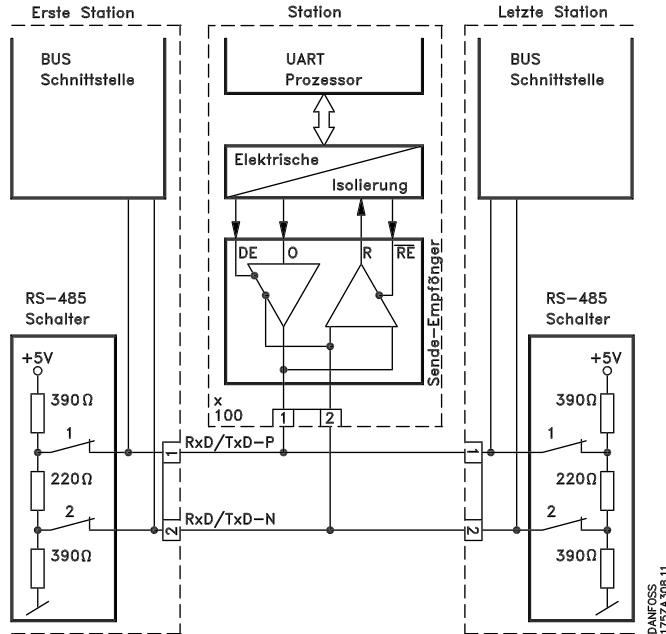 Erste Station
Station
Letzte Station
BUS
Schnittstelle
UART
Prozessor
BUS
Schnittstelle
Elektrische
Isolierung
DE
O
R
RE
Sende-Empfönger
RS-485
Schalter
RS-485
Schalter
+5V
+5V
390Ω
390Ω
x
100
1
2
1
1
RxD/TxD-P
1
1
220Ω
220Ω
2
2
RxD/TxD-N
2
2
390Ω
390Ω
DANFOSS
175ZA308.11